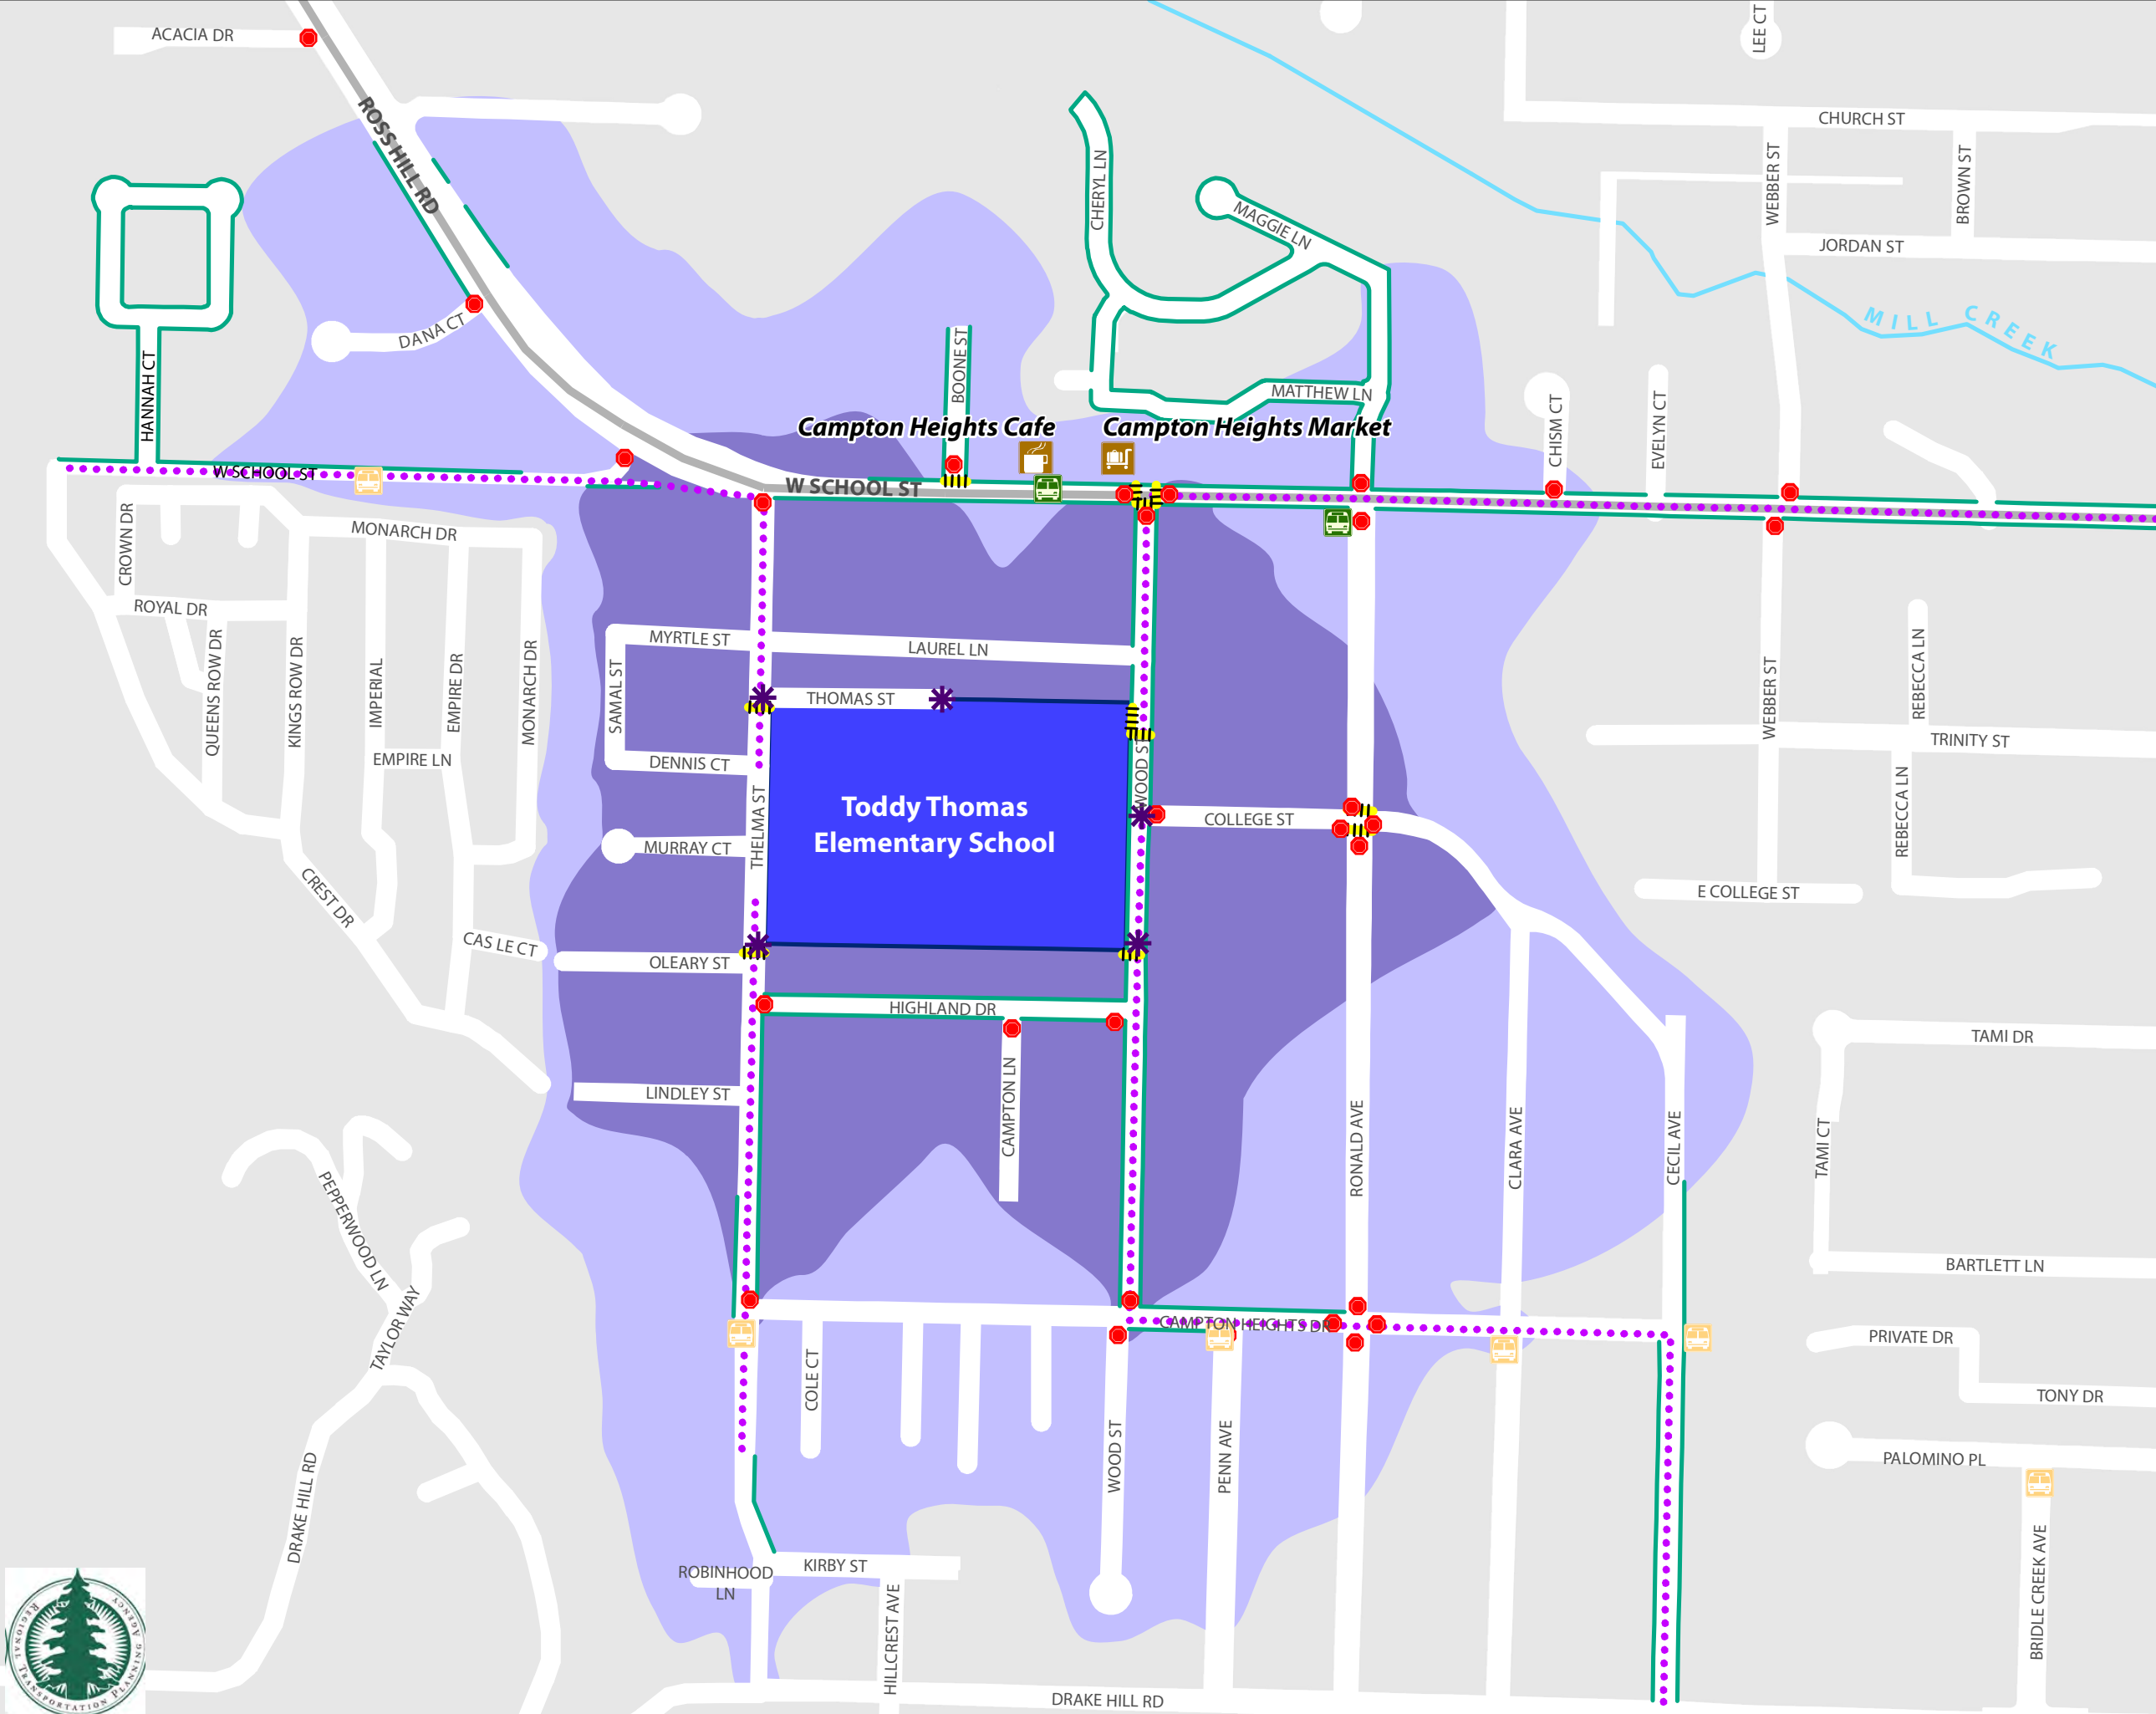 ACACIA DR
LEE CT
ROSS HILL RD
CHURCH ST
WEBBER ST
BROWN ST
CHERYL LN
MAGGIE LN
JORDAN ST
MILL CREEK
DANA CT
HANNAH CT
BOONE ST
MATTHEW LN
Campton Heights Cafe
Campton Heights Market
CHISM CT
EVELYN CT
W SCHOOL ST
W SCHOOL ST
CROWN DR
MONARCH DR
ROYAL DR
QUEENS ROW DR
KINGS ROW DR
IMPERIAL
EMPIRE DR
MONARCH DR
SAMAL ST
MYRTLE ST
LAUREL LN
REBECCA LN
WEBBER ST
THOMAS ST
TRINITY ST
EMPIRE LN
DENNIS CT
WOOD ST
Toddy Thomas
Elementary School
THELMA ST
COLLEGE ST
REBECCA LN
MURRAY CT
E COLLEGE ST
CREST DR
CAS LE CT
OLEARY ST
HIGHLAND DR
TAMI DR
LINDLEY ST
CAMPTON LN
RONALD AVE
CLARA AVE
CECIL AVE
TAMI CT
PEPPERWOOD LN
BARTLETT LN
TAYLOR WAY
CAMPTON HEIGHTS DR
PRIVATE DR
COLE CT
TONY DR
WOOD ST
PENN AVE
PALOMINO PL
DRAKE HILL RD
KIRBY ST
ROBINHOOD
LN
HILLCREST AVE
BRIDLE CREEK AVE
REGIONAL TRANSPORTATION PLANNING AGENCY
DRAKE HILL RD